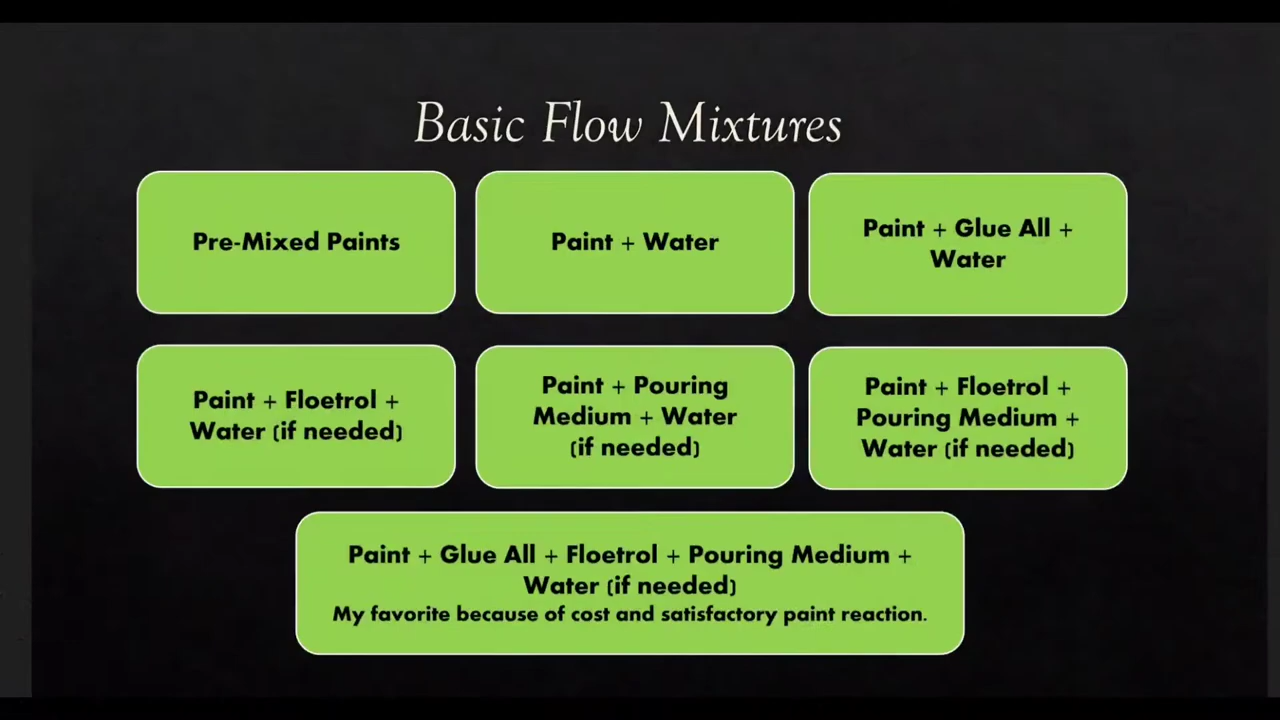 Basic Flow Mixtures
Pre-Mixed Paints
Paint + Water
Paint + Glue All +
Water
Paint + Floetrol +
Water (if needed)
Paint + Pouring
Medium + Water
(if needed)
Paint + Floetrol +
Pouring Medium +
Water (if needed)
Paint + Glue All + Floetrol + Pouring Medium +
Water (if needed)
My favorite because of cost and satisfactory paint reaction.